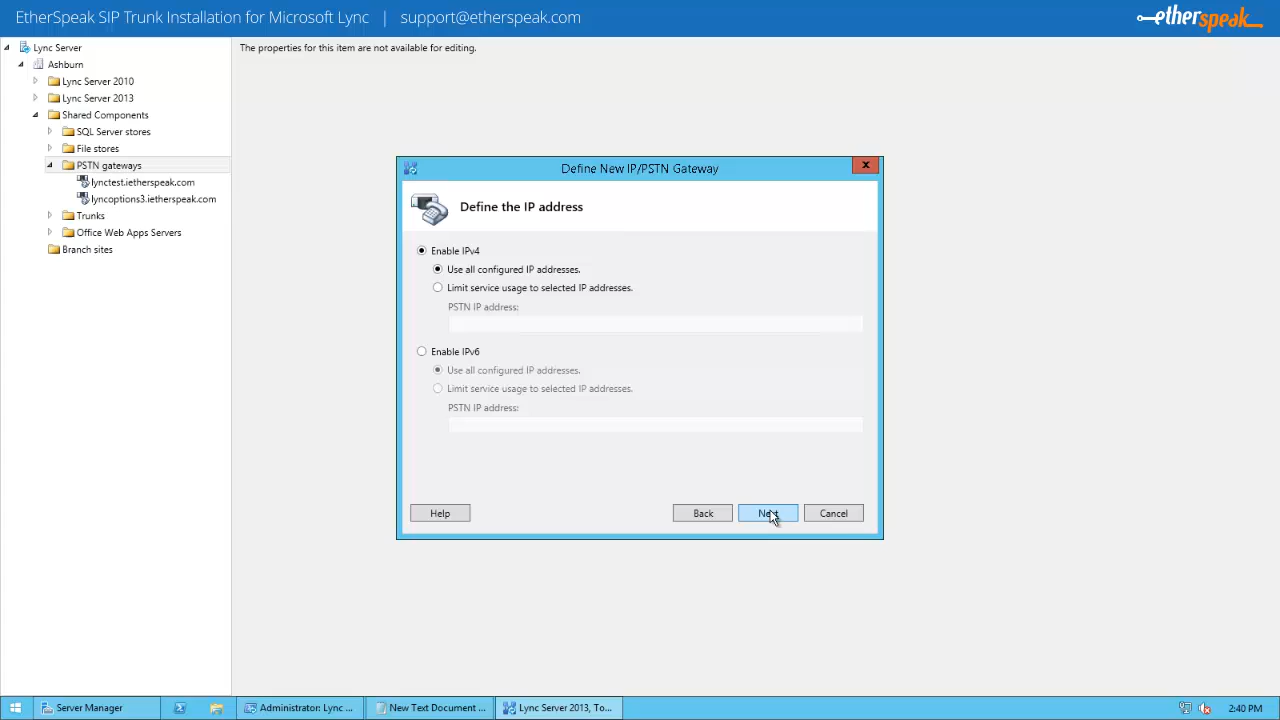 EtherSpeak SIP Trunk Installation for Microsoft Lync | support@etherspeak.com
etherspeak
Lync Server
Ashburn
Lync Server 2010
Lync Server 2013
Shared Components
SQL Server stores
File stores
PSTN gateways
lynctest.ietherspeak.com
lyncoptions3.ietherspeak.com
Trunks
Office Web Apps Servers
Branch sites
The properties for this item are not available for editing.
Define New IP/PSTN Gateway
X
Define the IP address
Enable IPv4
Use all configured IP addresses.
Limit service usage to selected IP addresses.
PSTN IP address:
Enable IPv6
Use all configured IP addresses.
Limit service usage to selected IP addresses.
PSTN IP address:
Help
Back
Next
Cancel
Server Manager
Administrator: Lync ...
New Text Document ...
Lync Server 2013, To...
2:40 PM